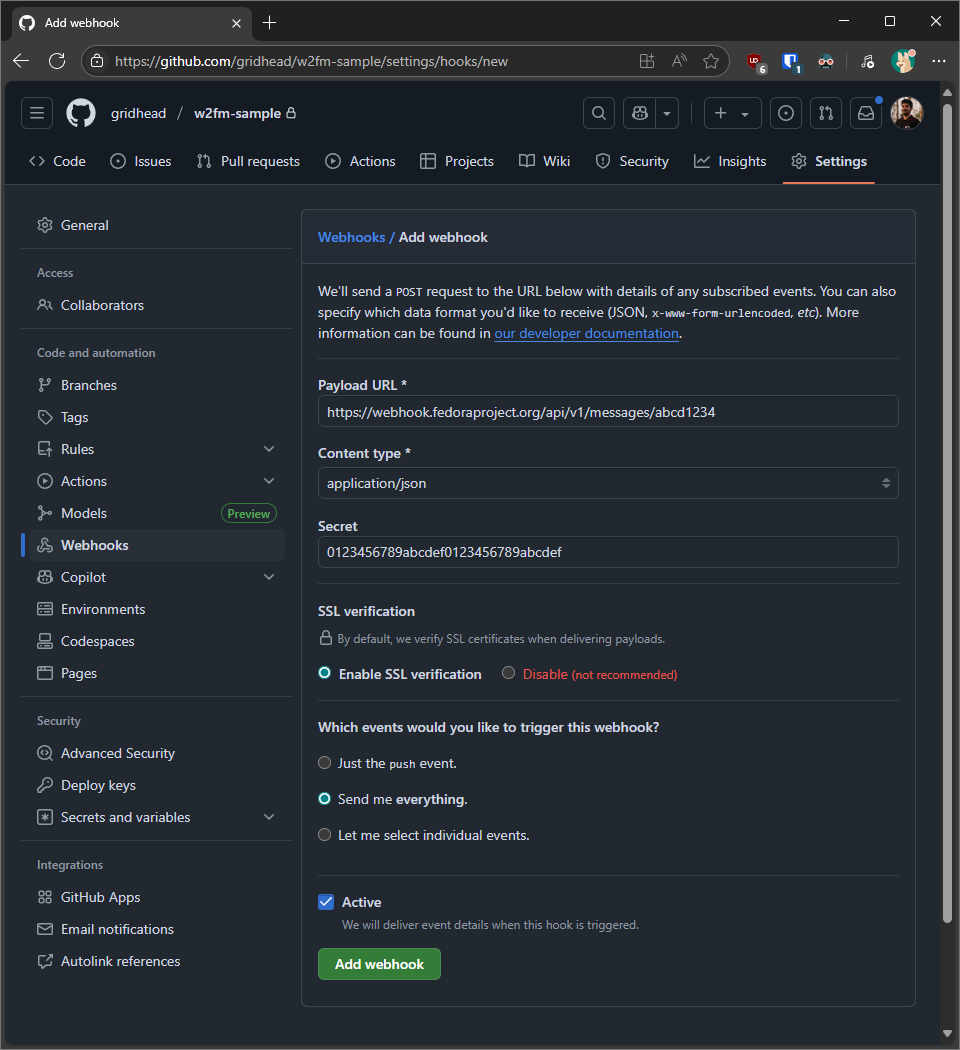 Add webhook
https://github.com/gridhead/w2fm-sample/settings/hooks/new
6
1
gridhead / w2fm-sample
Code
Issues
Pull requests
Actions
Projects
Wiki
Security
Insights
Settings
General
Access
Collaborators
Code and automation
Branches
Tags
Rules
Actions
Models Preview
Webhooks
Copilot
Environments
Codespaces
Pages
Security
Advanced Security
Deploy keys
Secrets and variables
Integrations
GitHub Apps
Email notifications
Autolink references
Webhooks / Add webhook
We'll send a POST request to the URL below with details of any subscribed events. You can also
specify which data format you'd like to receive (JSON, x-www-form-urlencoded, etc). More
information can be found in our developer documentation.
Payload URL *
https://webhook.fedoraproject.org/api/v1/messages/abcd1234
Content type *
application/json
Secret
0123456789abcdef0123456789abcdef
SSL verification
By default, we verify SSL certificates when delivering payloads.
Enable SSL verification Disable (not recommended)
Which events would you like to trigger this webhook?
Just the push event.
Send me everything.
Let me select individual events.
Active
We will deliver event details when this hook is triggered.
Add webhook